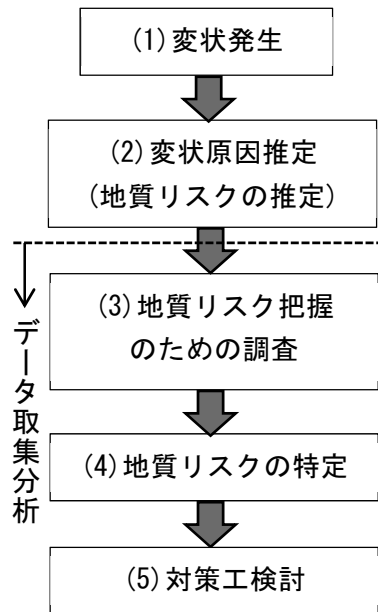 (1)変状発生
(2)変状原因推定
(地質リスクの推定)
(3)地質リスク把握
のための調査
データ取集分析
(4)地質リスクの特定
(5)対策工検討